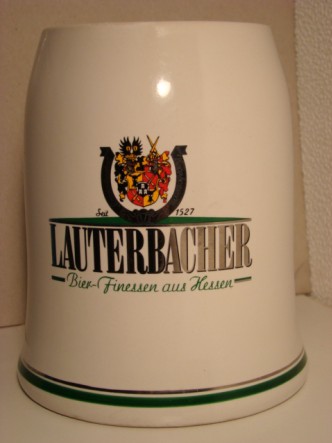 Seit 1527
LAUTERBACHER
Bier-Finessen aus Hessen